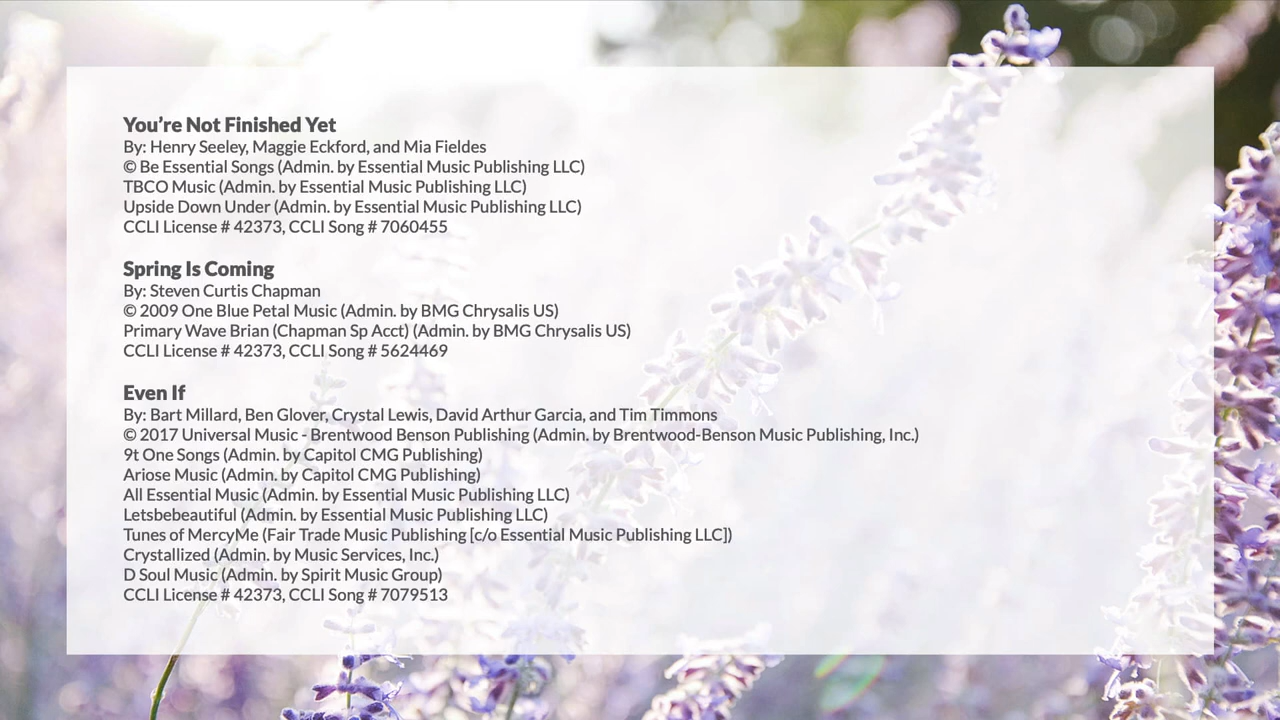 You’re Not Finished Yet
By: Henry Seeley, Maggie Eckford, and Mia Fieldes
© Be Essential Songs (Admin. by Essential Music Publishing LLC)
TBCO Music (Admin. by Essential Music Publishing LLC)
Upside Down Under (Admin. by Essential Music Publishing LLC)
CCLI License # 42373, CCLI Song # 7060455
Spring Is Coming
By: Steven Curtis Chapman
© 2009 One Blue Petal Music (Admin. by BMG Chrysalis US)
Primary Wave Brian (Chapman Sp Acct) (Admin. by BMG Chrysalis US)
CCLI License # 42373, CCLI Song # 5624469
Even If
By: Bart Millard, Ben Glover, Crystal Lewis, David Arthur Garcia, and Tim Timmons
© 2017 Universal Music - Brentwood Benson Publishing (Admin. by Brentwood-Benson Music Publishing, Inc.)
9t One Songs (Admin. by Capitol CMG Publishing)
Ariose Music (Admin. by Capitol CMG Publishing)
All Essential Music (Admin. by Essential Music Publishing LLC)
Letsbebeautiful (Admin. by Essential Music Publishing LLC)
Tunes of MercyMe (Fair Trade Music Publishing [c/o Essential Music Publishing LLC])
Crystallized (Admin. by Music Services, Inc.)
D Soul Music (Admin. by Spirit Music Group)
CCLI License # 42373, CCLI Song # 7079513